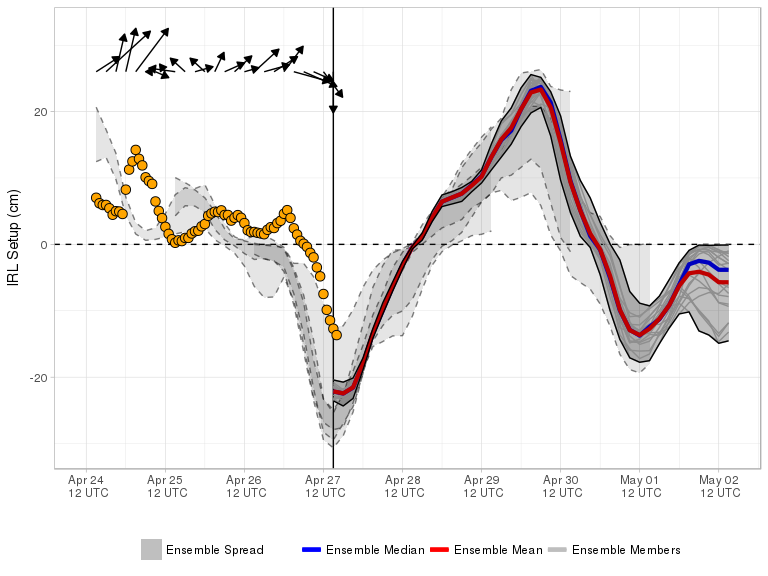 IRL Setup (cm)
20
0
-20
Apr 24 Apr 25 Apr 26 Apr 27 Apr 28 Apr 29 Apr 30 May 01 May 02
12 UTC 12 UTC 12 UTC 12 UTC 12 UTC 12 UTC 12 UTC 12 UTC 12 UTC
Ensemble Spread Ensemble Median Ensemble Mean Ensemble Members